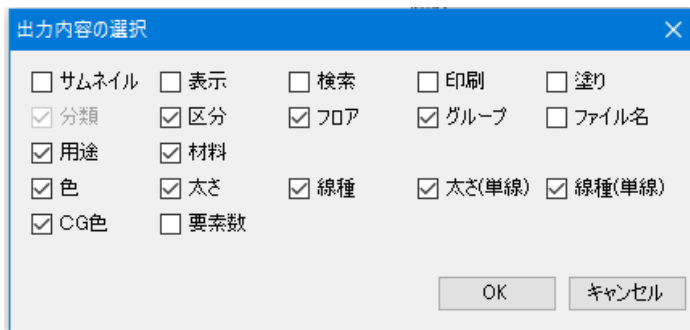 出力内容の選択
サムネイル 表示 検索 印刷 塗り
分類 区分 フロア グループ ファイル名
用途 材料
色 太さ 線種 太さ(単線) 線種(単線)
CG色 要素数
OK キャンセル